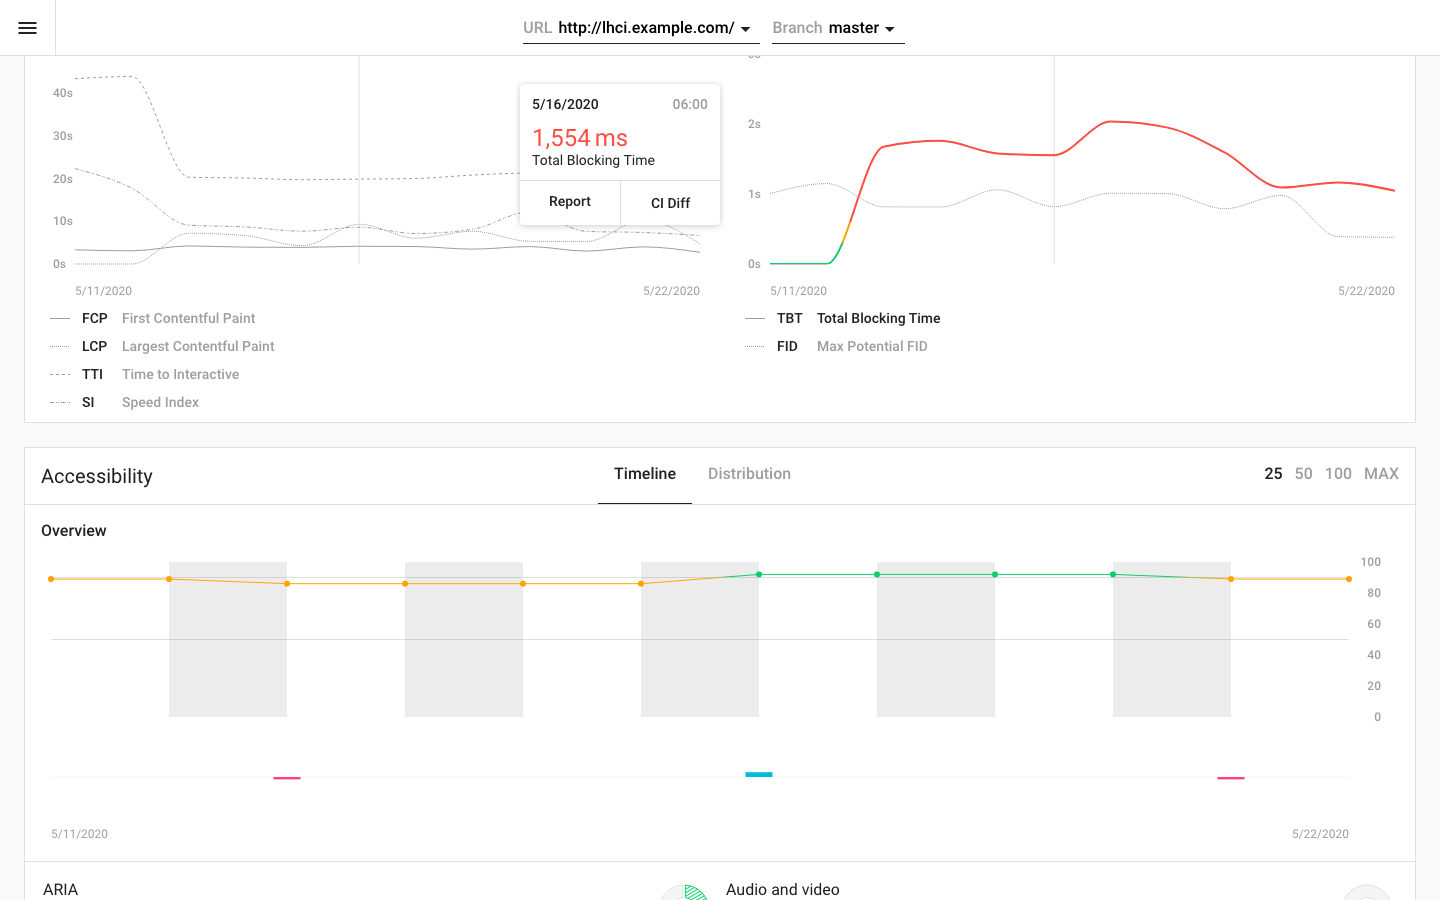 URL http://lhci.example.com/ Branch master
40s
30s
20s
10s
0s
5/11/2020 5/22/2020
5/16/2020 06:00
1,554 ms
Total Blocking Time
Report CI Diff
2s
1s
0s
5/11/2020 5/22/2020
FCP First Contentful Paint
LCP Largest Contentful Paint
TTI Time to Interactive
SI Speed Index
TBT Total Blocking Time
FID Max Potential FID
Accessibility Timeline Distribution 25 50 100 MAX
Overview
100
80
60
40
20
0
5/11/2020 5/22/2020
ARIA Audio and video